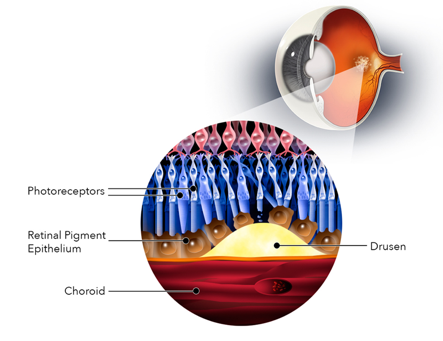 Photoreceptors
Retinal Pigment
Epithelium
Drusen
Choroid